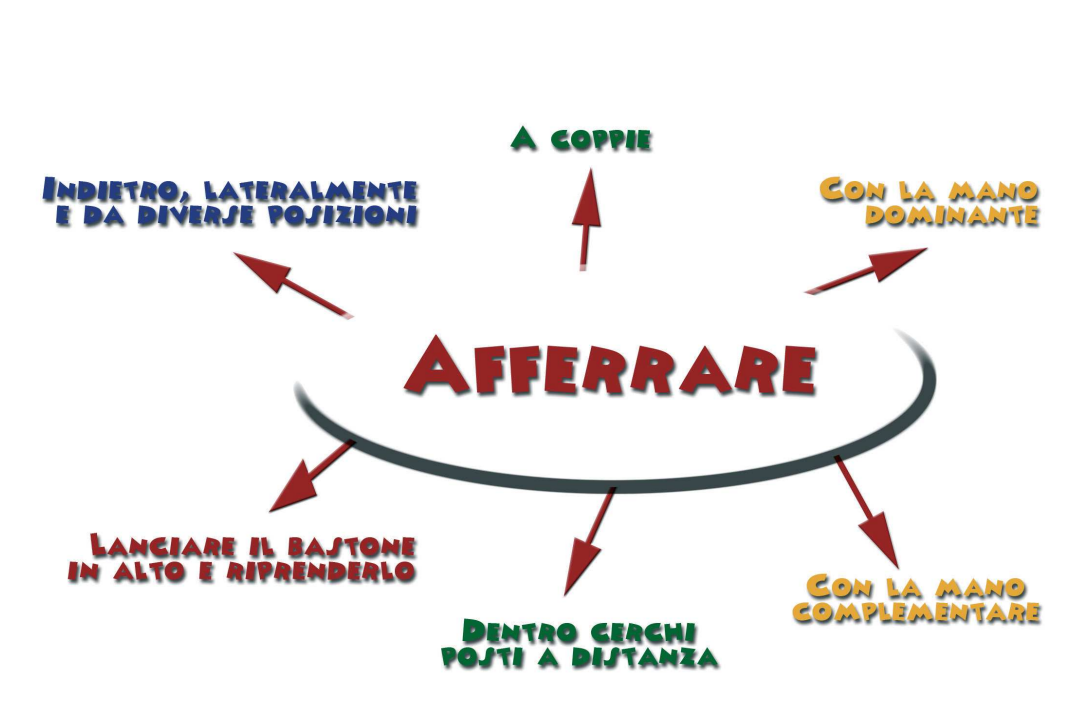 A coppie
Indietro, lateralmente
e da diverse posizioni
Con la mano
dominante
Afferrare
Lanciare il bastone
in alto e riprenderlo
Con la mano
complementare
Dentro cerchi
posti a distanza